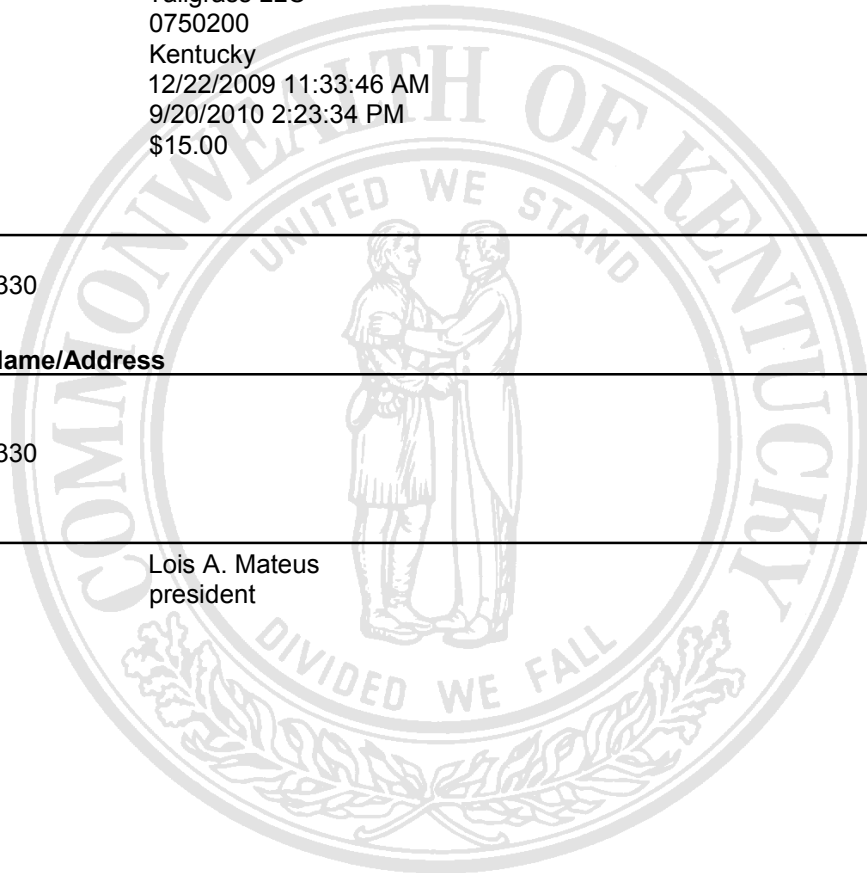 0750200
Kentucky
12/22/2009 11:33:46 AM
9/20/2010 2:23:34 PM
$15.00
330
Name/Address
330
Lois A. Mateus
president
COMMONWEALTH OF KENTUCKY
UNITED WE STAND
DIVIDED WE FALL